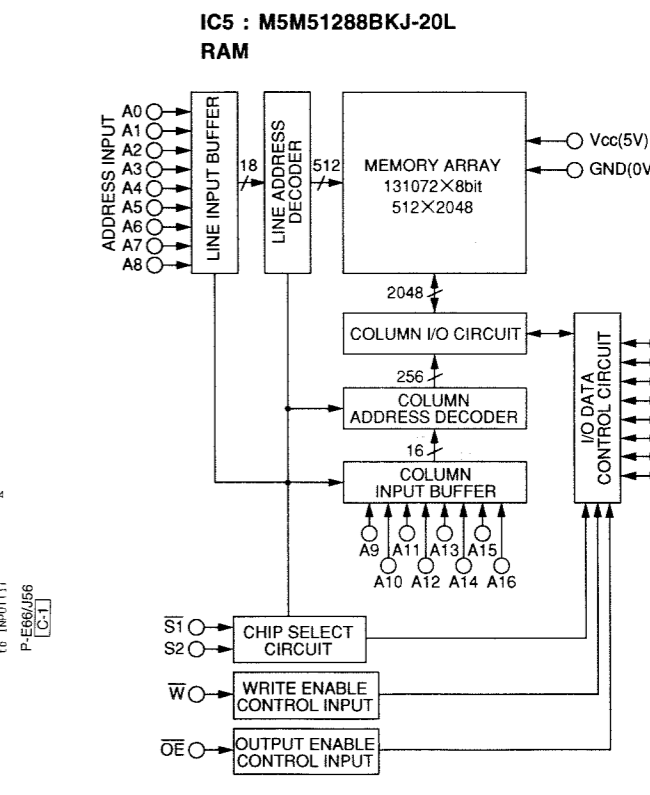 IC5 : M5M51288BKJ-20L
RAM
ADDRESS INPUT
A0
A1
A2
A3
A4
A5
A6
A7
A8
LINE INPUT BUFFER
18
LINE ADDRESS
DECODER
512
MEMORY ARRAY
131072×8bit
512×2048
Vcc(5V)
GND(0V
2048
COLUMN I/O CIRCUIT
256
COLUMN
ADDRESS DECODER
16
COLUMN
INPUT BUFFER
I/O DATA
CONTROL CIRCUIT
A9 A11 A13 A15
A10 A12 A14 A16
S1
S2
CHIP SELECT
CIRCUIT
W
WRITE ENABLE
CONTROL INPUT
OE
OUTPUT ENABLE
CONTROL INPUT
P-E66/J56
C-1